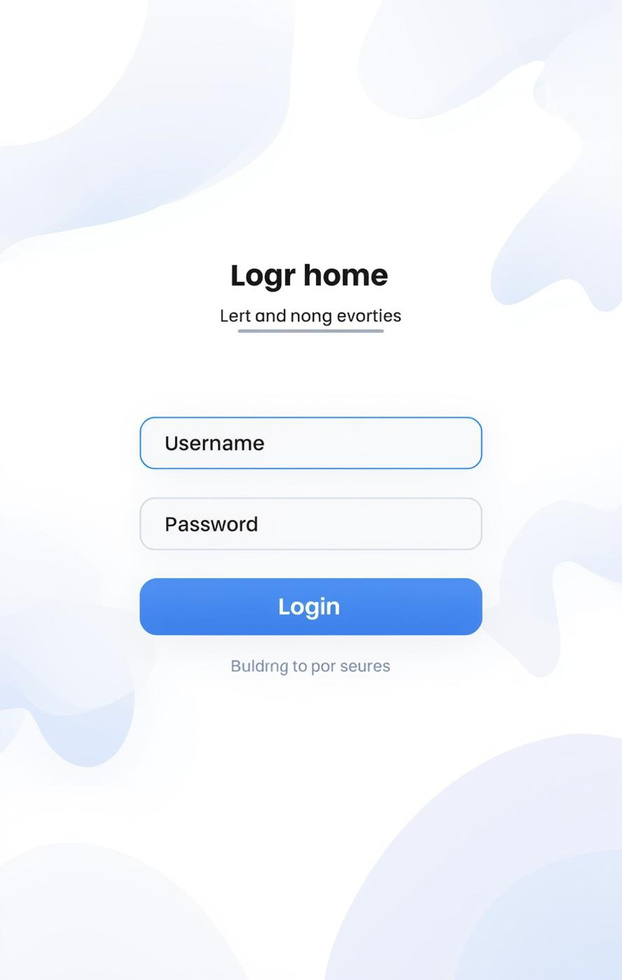 Logr home
Lert and nong evorties
Username
Password
Login
Buldrng to por seures